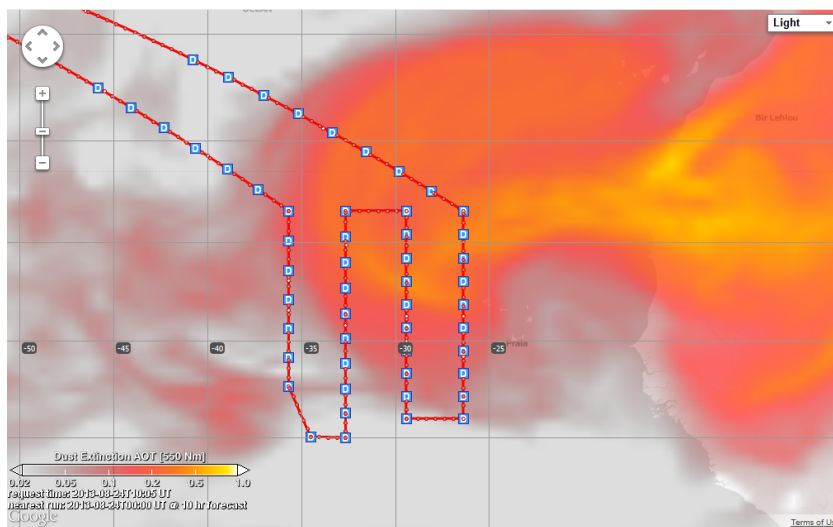 OCEAN
Light
Bir Lehlou
-50
-45
-40
-35
-30
-25
Praia
Dust Extinction AOT [550 Nm]
0.02 0.05 0.1 0.2 0.5 1.0
request time: 2013-08-24T10:05 UT
nearest run: 2013-08-24T00:00 UT @ 10 hr forecast
Google
Terms of U